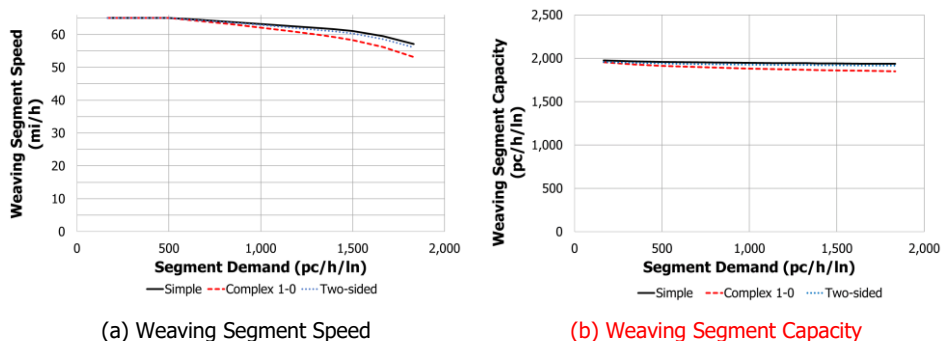 Weaving Segment Speed
(mi/h)
60
50
40
30
20
10
0
0
500
1,000
1,500
2,000
Segment Demand (pc/h/ln)
Simple
Complex 1-0
Two-sided
(a) Weaving Segment Speed
Weaving Segment Capacity
(pc/h/ln)
2,500
2,000
1,500
1,000
500
0
0
500
1,000
1,500
2,000
Segment Demand (pc/h/ln)
Simple
Complex 1-0
Two-sided
(b) Weaving Segment Capacity